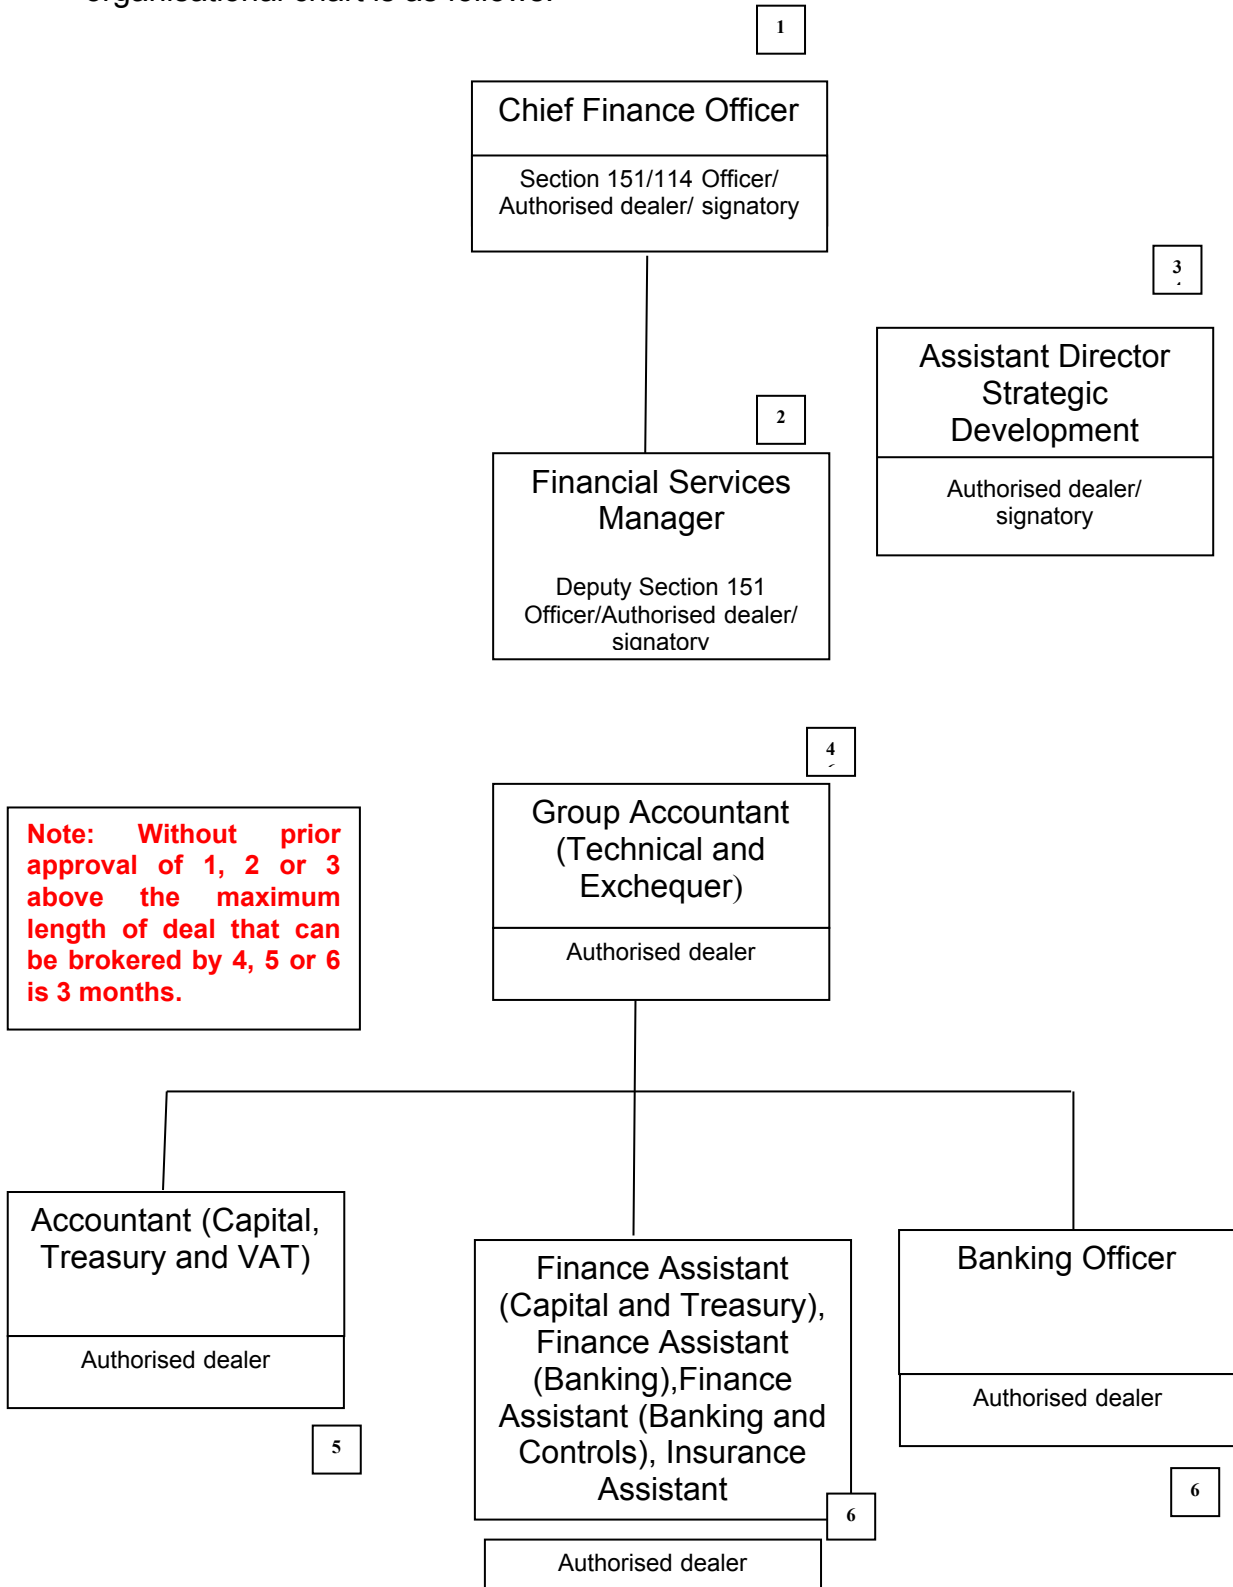 organisational chart is as follows:
1
Chief Finance Officer
Section 151/114 Officer/
Authorised dealer/ signatory
3
Assistant Director
Strategic
Development
Authorised dealer/
signatory
2
Financial Services
Manager
Deputy Section 151
Officer/Authorised dealer/
signatory
4
Group Accountant
(Technical and
Exchequer)
Authorised dealer
Note: Without prior
approval of 1, 2 or 3
above the maximum
length of deal that can
be brokered by 4, 5 or 6
is 3 months.
Accountant (Capital,
Treasury and VAT)
Authorised dealer
5
Finance Assistant
(Capital and Treasury),
Finance Assistant
(Banking),Finance
Assistant (Banking and
Controls), Insurance
Assistant
6
Authorised dealer
Banking Officer
Authorised dealer
6